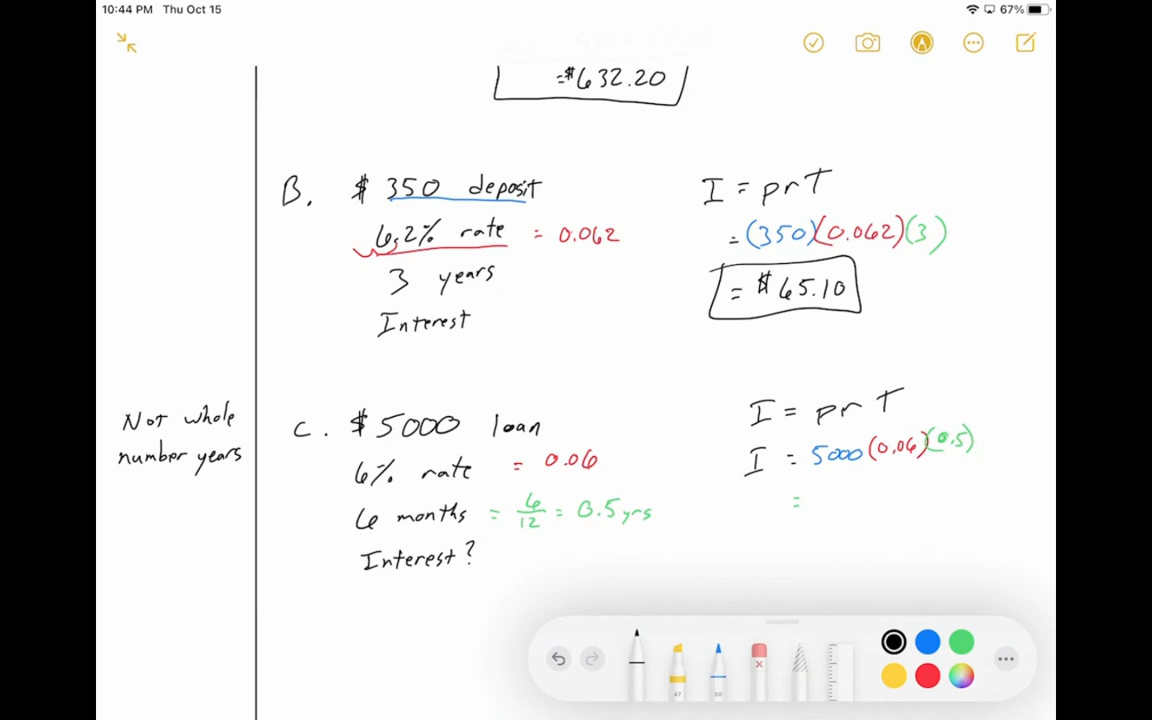 10:44 PM Thu Oct 15
67%
=$632.20
B. $350 deposit
6.2% rate = 0.062
3 years
Interest
I = prT
= (350)(0.062)(3)
= $65.10
Not whole
number years
C. $5000 loan
6% rate = 0.06
6 months = 6/12 = 0.5 yrs
Interest?
I = prT
I = 5000(0.06)(0.5)
=
47
50